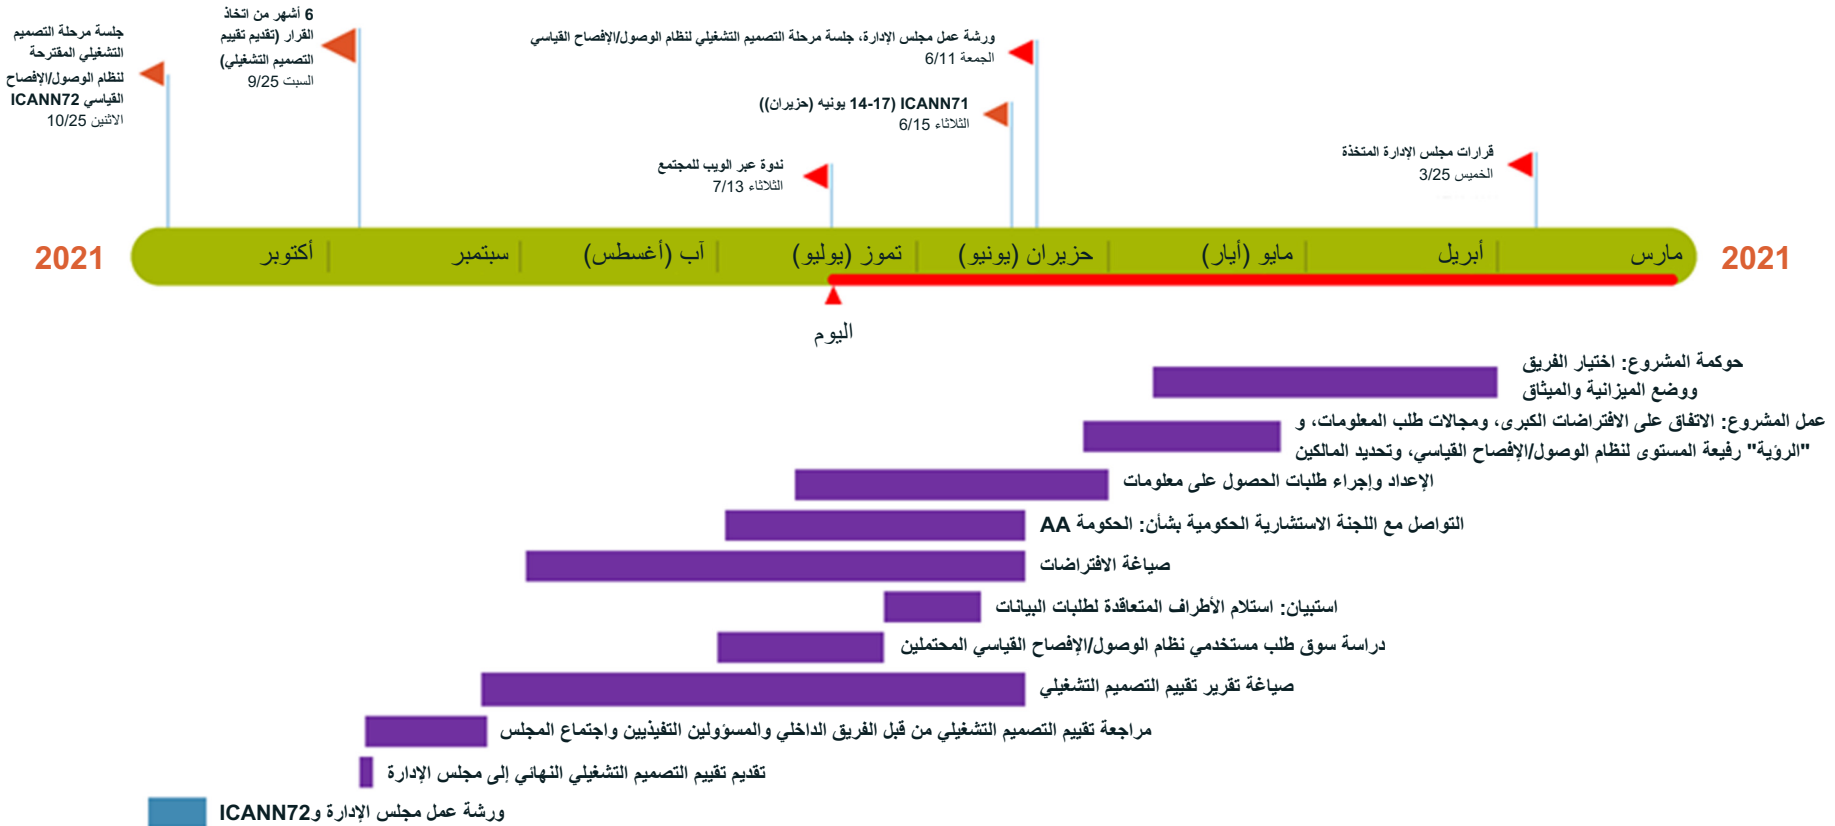 قرارات مجلس الإدارة المتخذة
الخميس 3/25
ورشة عمل مجلس الإدارة، جلسة مرحلة التصميم التشغيلي لنظام الوصول/الإفصاح القياسي
الجمعة 6/11
ICANN71 (14-17 يونيه (حزيران))
الثلاثاء 6/15
ندوة عبر الويب للمجتمع
الثلاثاء 7/13
6 أشهر من اتخاذ
القرار (تقديم تقييم
التصميم التشغيلي)
السبت 9/25
جلسة مرحلة التصميم
التشغيلي المقترحة
لنظام الوصول/الإفصاح
القياسي ICANN72
الاثنين 10/25
2021
مارس
أبريل
مايو (أيار)
حزيران (يونيو)
تموز (يوليو)
آب (أغسطس)
سبتمبر
أكتوبر
2021
اليوم
حوكمة المشروع: اختيار الفريق
ووضع الميزانية والميثاق
عمل المشروع: الاتفاق على الافتراضات الكبرى، ومجالات طلب المعلومات، و
"الرؤية" رفيعة المستوى لنظام الوصول/الإفصاح القياسي، وتحديد المالكين
الإعداد وإجراء طلبات الحصول على معلومات
التواصل مع اللجنة الاستشارية الحكومية بشأن: الحكومة AA
صياغة الافتراضات
استبيان: استلام الأطراف المتعاقدة لطلبات البيانات
دراسة سوق طلب مستخدمي نظام الوصول/الإفصاح القياسي المحتملين
صياغة تقرير تقييم التصميم التشغيلي
مراجعة تقييم التصميم التشغيلي من قبل الفريق الداخلي والمسؤولين التفيذيين واجتماع المجلس
تقديم تقييم التصميم التشغيلي النهائي إلى مجلس الإدارة
ورشة عمل مجلس الإدارة وICANN72